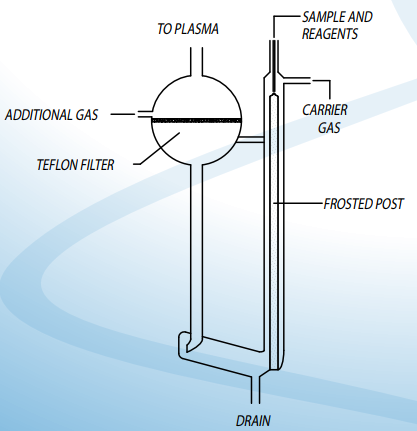 SAMPLE AND
REAGENTS
TO PLASMA
ADDITIONAL GAS
CARRIER
GAS
TEFLON FILTER
FROSTED POST
DRAIN